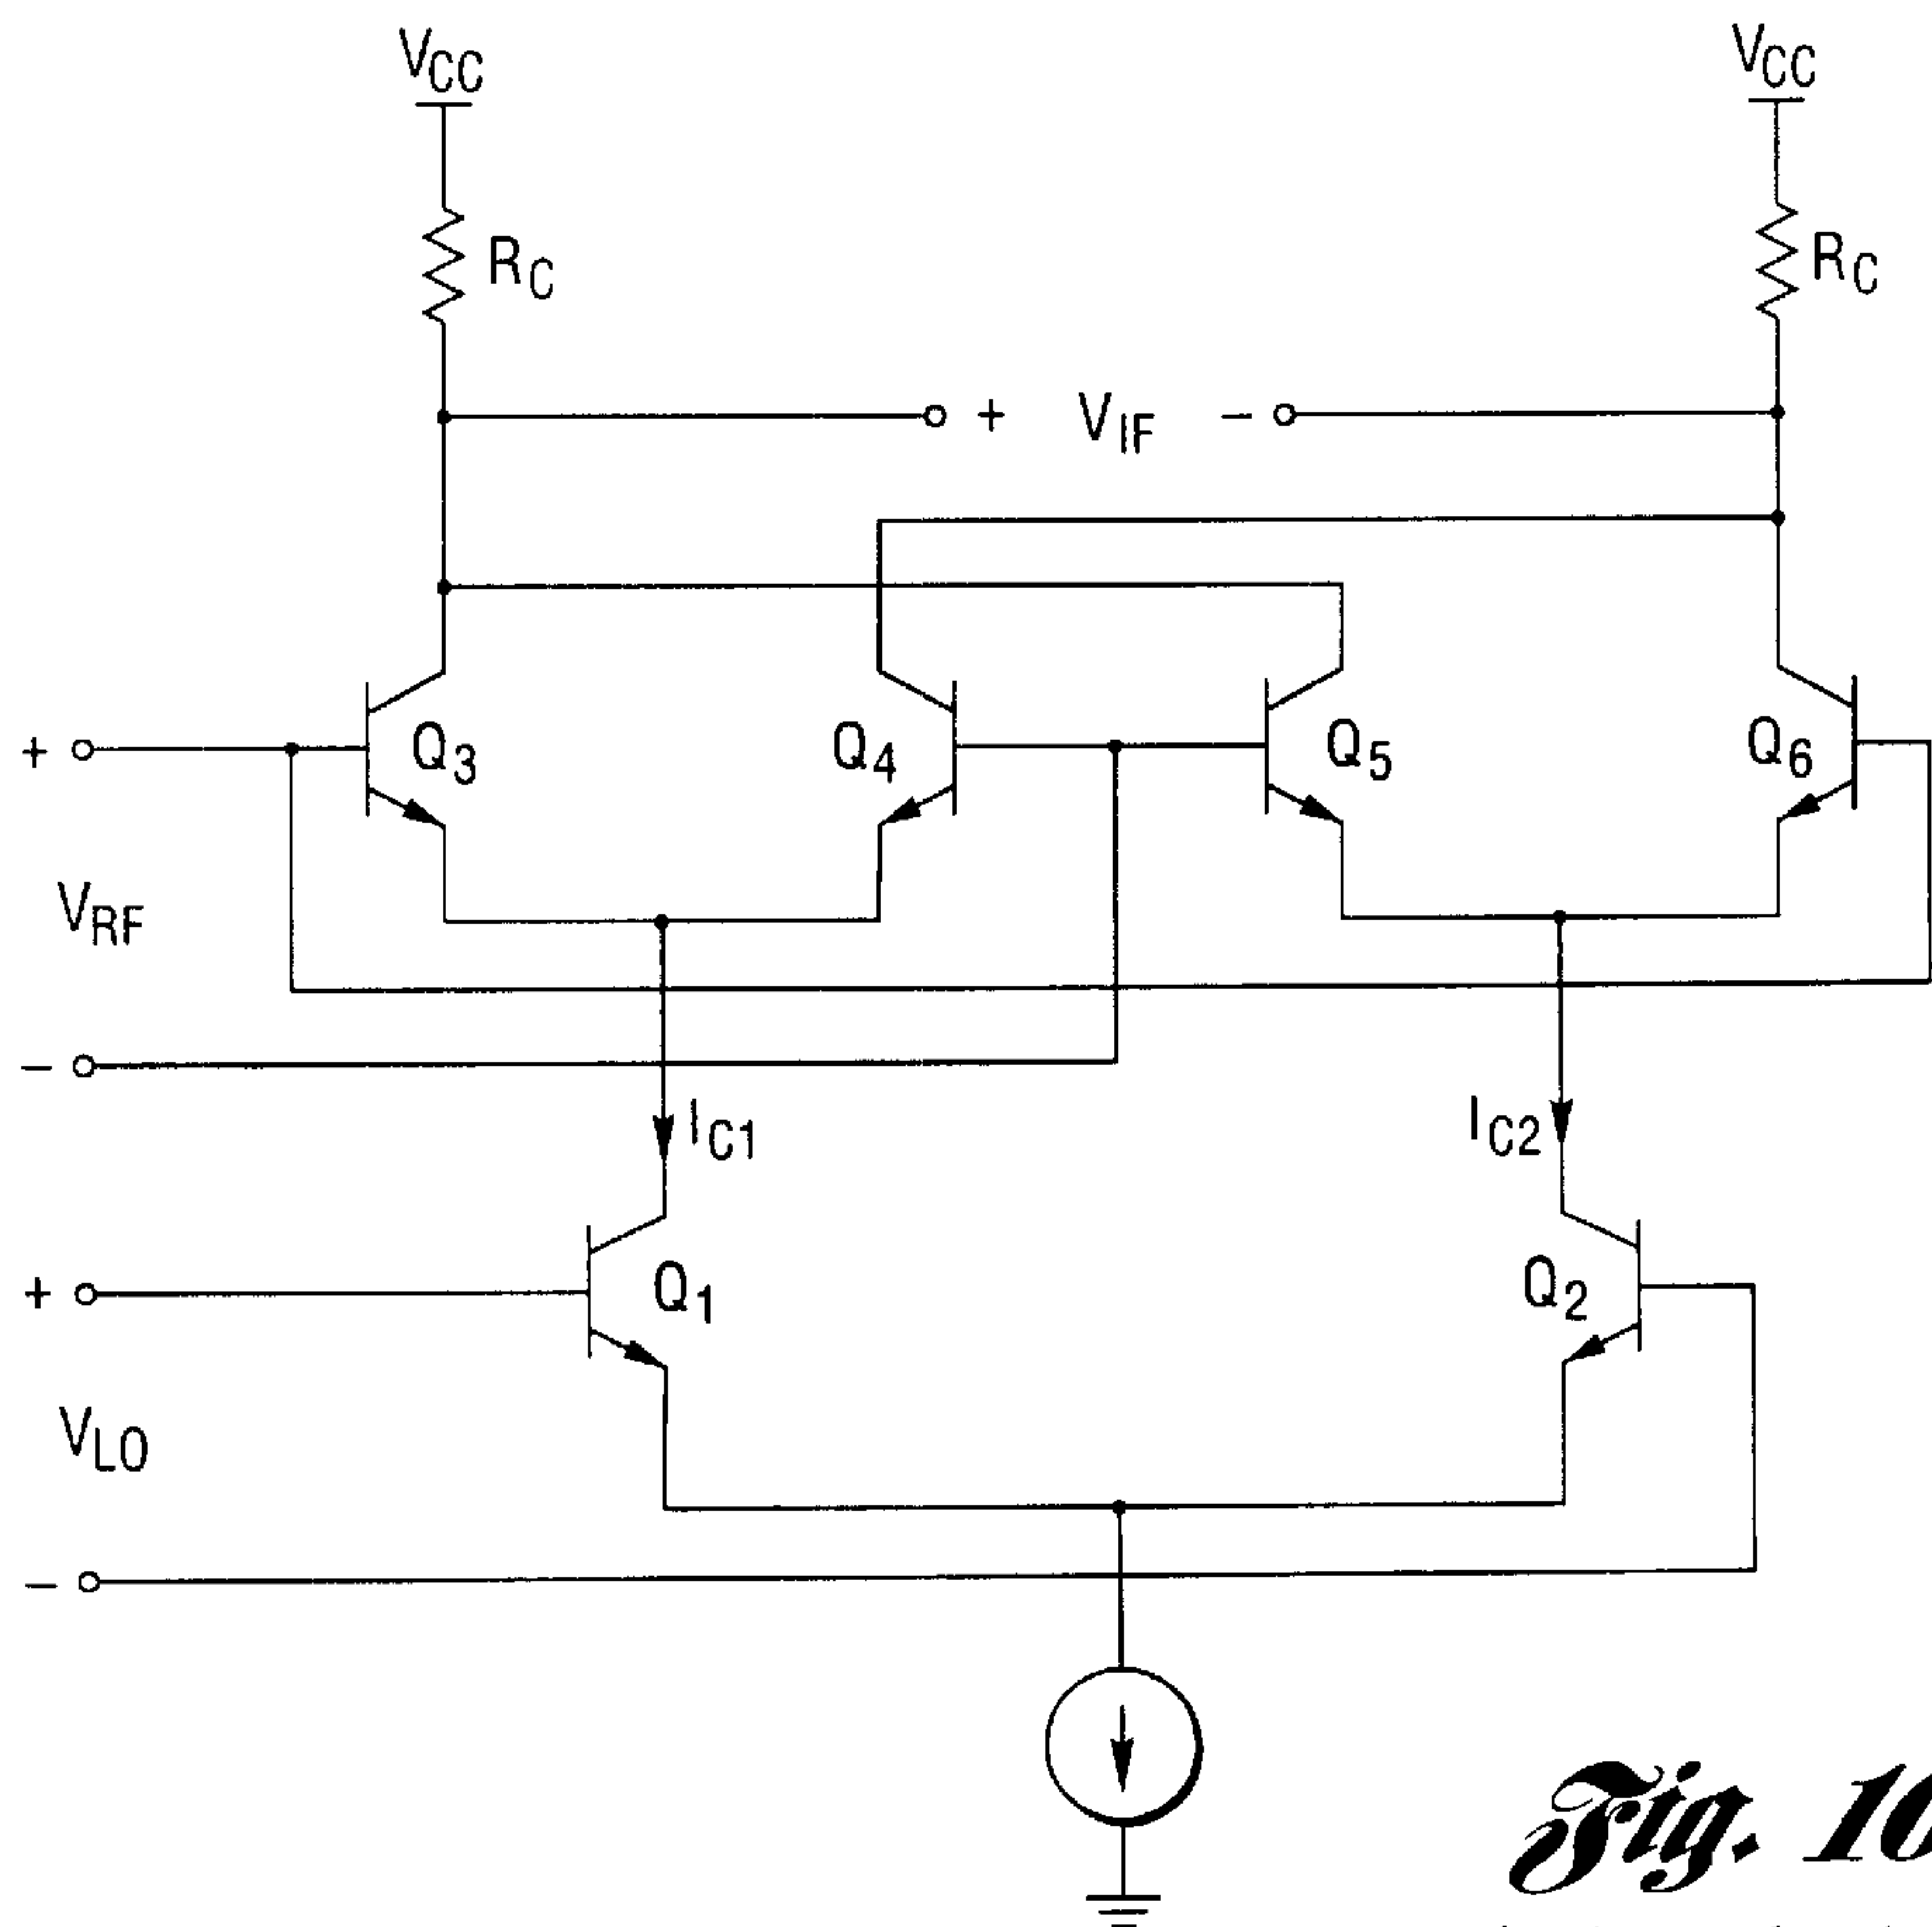 VCC VCC
RC RC
+ VIF −
+ Q3 Q4 Q5 Q6
VRF
−
IC1 IC2
+ Q1 Q2
VLO
−
Fig. 10